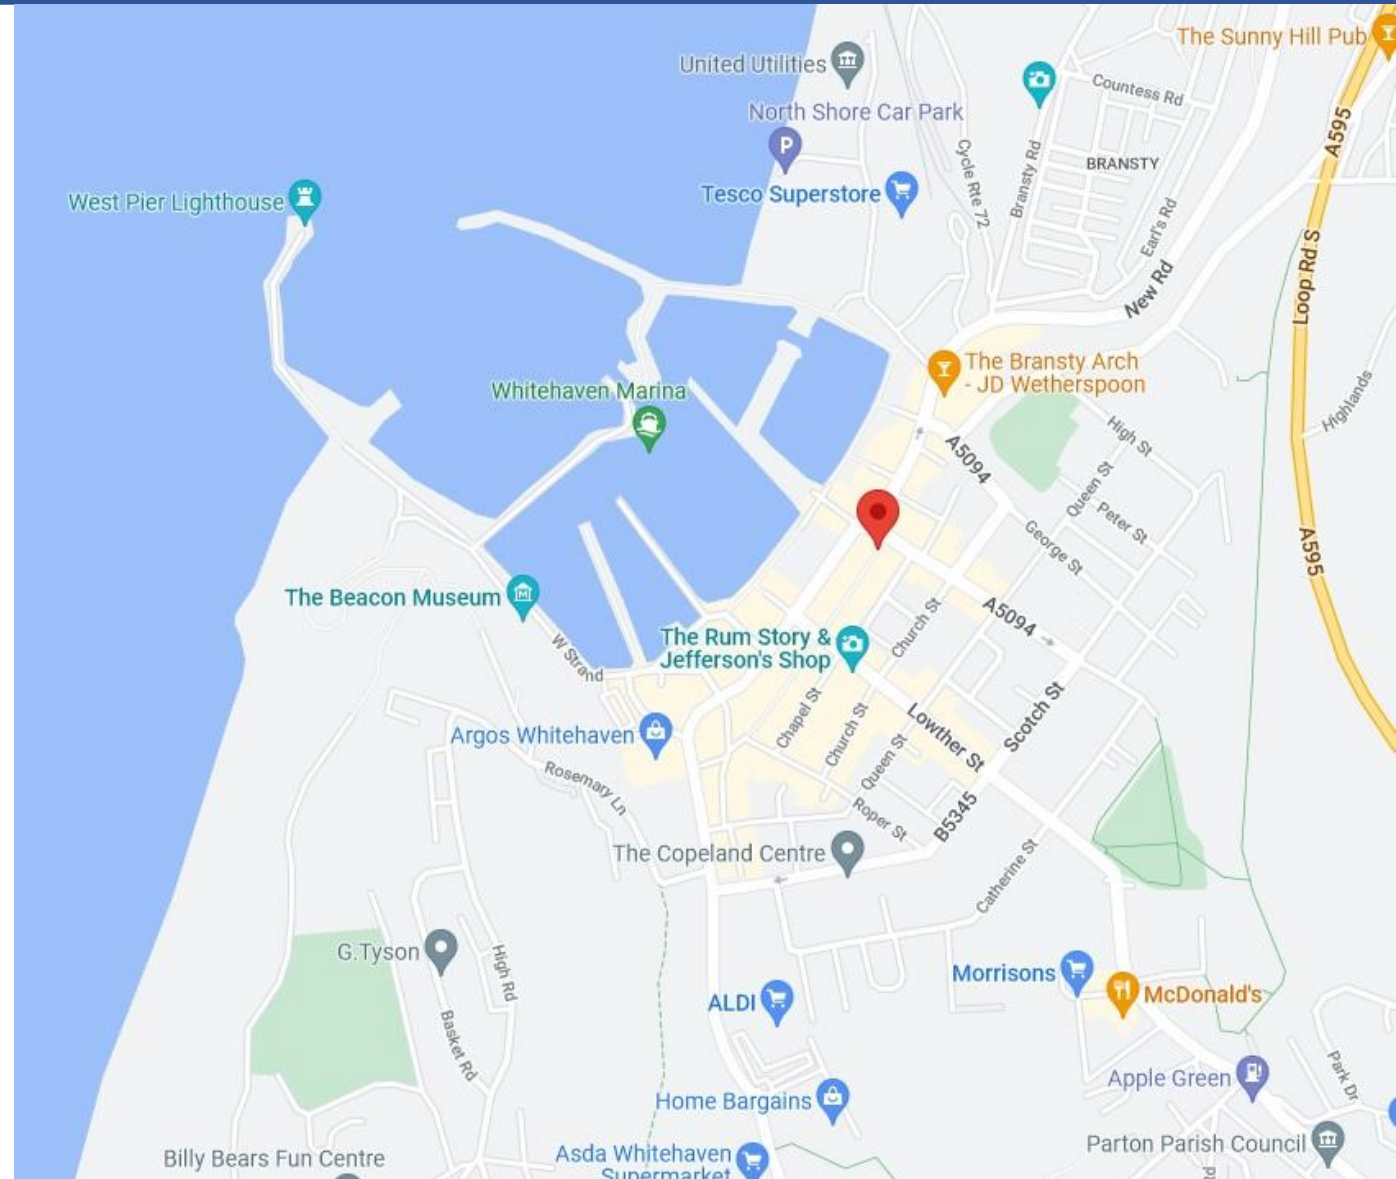 The Sunny Hill Pub
United Utilities
Countess Rd
North Shore Car Park
P
A595
BRANSTY
Cycle Rte 72
Bransty Rd
Tesco Superstore
West Pier Lighthouse
Earl's Rd
Loop Rd S
New Rd
The Bransty Arch
- JD Wetherspoon
Whitehaven Marina
Highlands
High St
A5094
Queen St
Peter St
George St
A595
The Beacon Museum
A5094
Church St
The Rum Story &
Jefferson's Shop
W Strand
Chapel St
Church St
Lowther St
Scotch St
Argos Whitehaven
Queen St
Rosemary Ln
Roper St
B5345
The Copeland Centre
Catherine St
G.Tyson
High Rd
Morrisons
McDonald's
ALDI
Basket Rd
Apple Green
Park Dr
Home Bargains
Parton Parish Council
Billy Bears Fun Centre
Asda Whitehaven
Supermarket